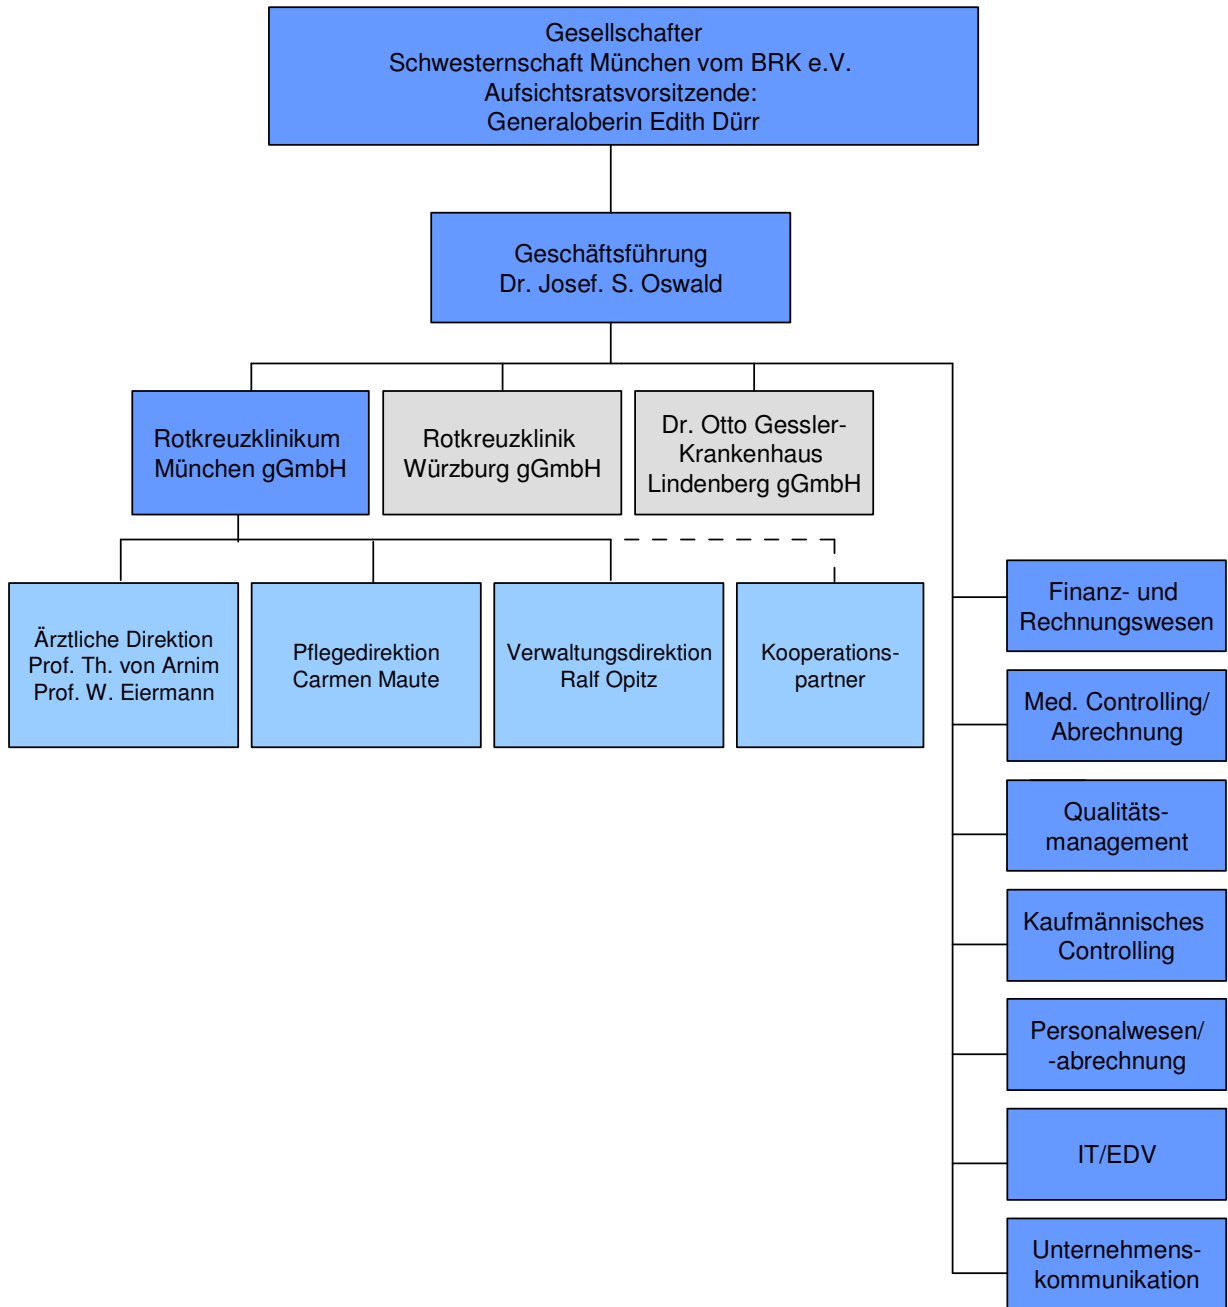 Gesellschafter
Schwesternschaft München vom BRK e.V.
Aufsichtsratsvorsitzende:
Generaloberin Edith Dürr
Geschäftsführung
Dr. Josef. S. Oswald
Rotkreuzklinikum
München gGmbH
Rotkreuzklinik
Würzburg gGmbH
Dr. Otto Gessler-
Krankenhaus
Lindenberg gGmbH
Ärztliche Direktion
Prof. Th. von Arnim
Prof. W. Eiermann
Pflegedirektion
Carmen Maute
Verwaltungsdirektion
Ralf Opitz
Kooperations-
partner
Finanz- und
Rechnungswesen
Med. Controlling/
Abrechnung
Qualitäts-
management
Kaufmännisches
Controlling
Personalwesen/
-abrechnung
IT/EDV
Unternehmens-
kommunikation